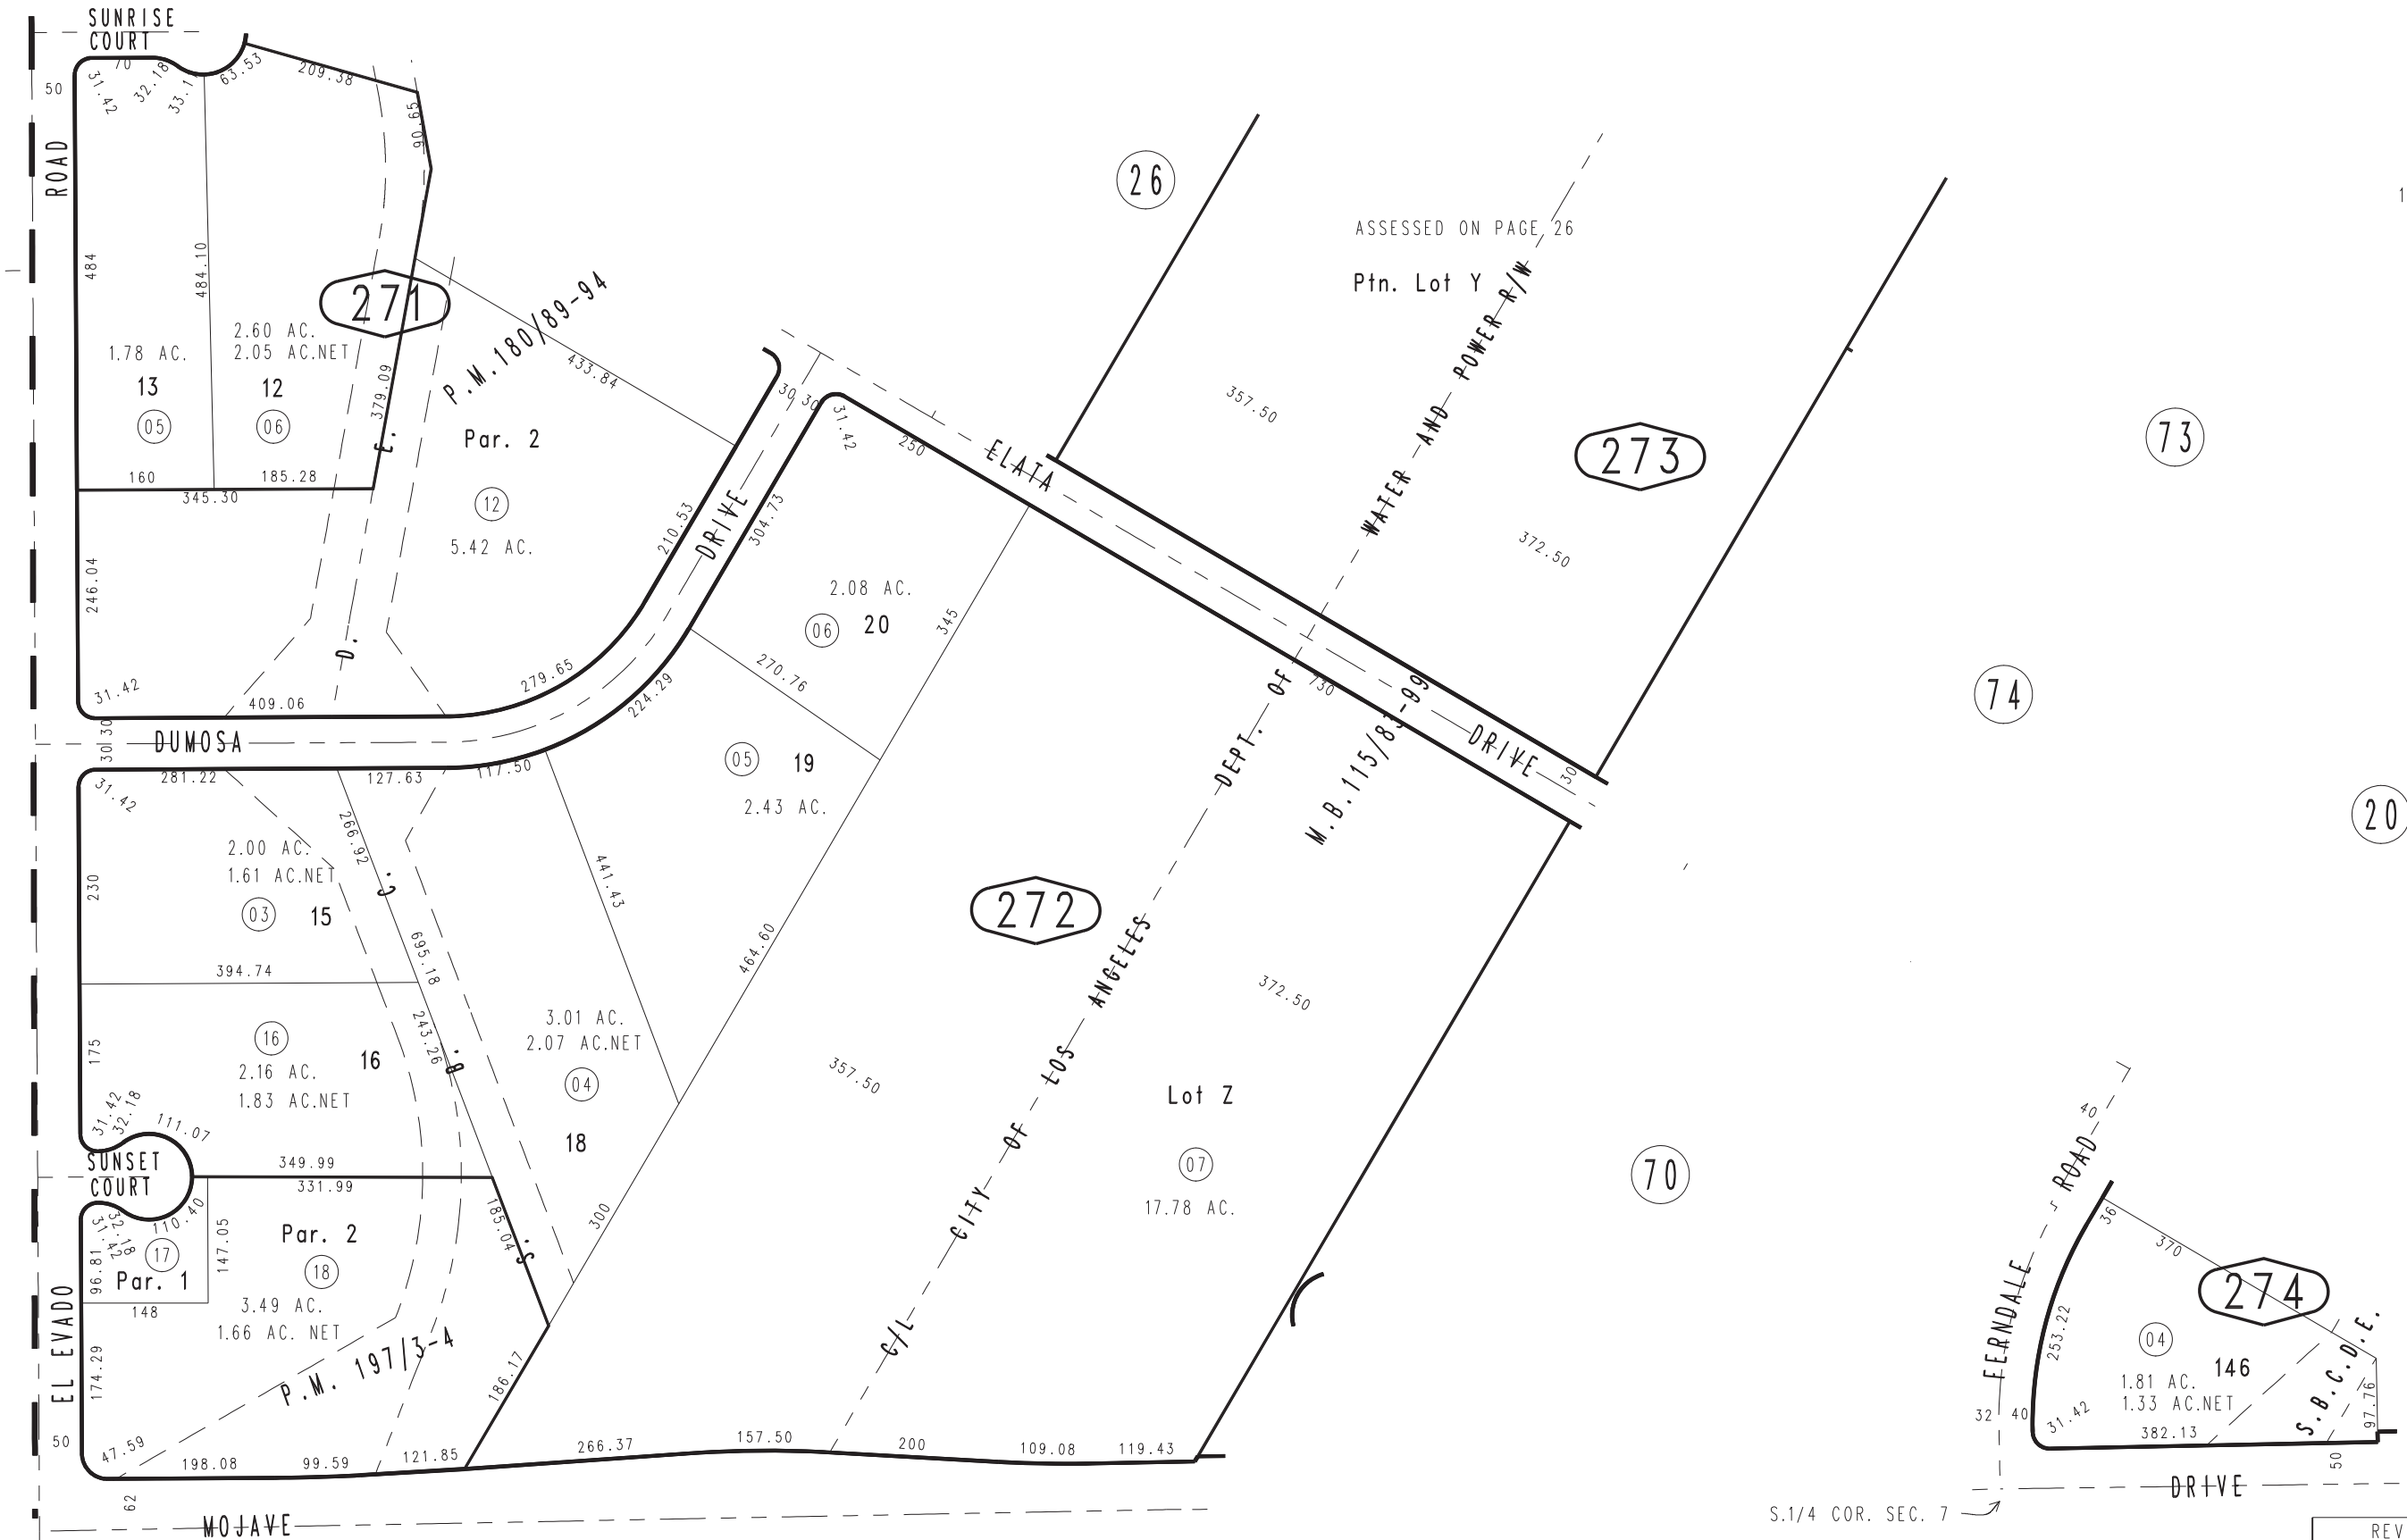 SUNRISE
COURT
50
70
31.42
32.18
33.1
63.53
209.38
90.65
ROAD
484
484.10
271
2.60 AC.
2.05 AC.NET
1.78 AC.
13
12
05
06
379.09
160
185.28
345.30
P.M.180/89-94
433.84
Par. 2
12
5.42 AC.
246.04
S. B. C. D. E.
31.42
409.06
279.65
210.53
30 30
DUMOSA
DRIVE
30 30
31.42
250
304.73
26
ASSESSED ON PAGE 26
Ptn. Lot Y
357.50
372.50
273
73
74
20
1
ELATA
DRIVE
30
730
M.B.115/83-99
2.08 AC.
06
20
345
270.76
224.29
05
19
2.43 AC.
281.22
127.63
117.50
31.42
266.92
2.00 AC.
1.61 AC.NET
03
15
230
394.74
695.18
441.43
464.60
272
175
16
16
2.16 AC.
1.83 AC.NET
243.26
3.01 AC.
2.07 AC.NET
04
18
357.50
372.50
Lot Z
07
17.78 AC.
C/L CITY OF LOS ANGELES DEPT. OF WATER AND POWER R/W
70
31.42
32.18
111.07
SUNSET
COURT
349.99
331.99
32.18
31.42
110.40
17
Par. 1
96.81
147.05
148
Par. 2
18
3.49 AC.
1.66 AC. NET
185.04
300
P.M. 197/3-4
186.17
EL EVADO
174.29
50
47.59
198.08
99.59
121.85
266.37
157.50
200
109.08
119.43
62
MOJAVE
FERNDALE ROAD
40
36
370
274
253.22
04
146
1.81 AC.
1.33 AC.NET
S.B.C.D.E.
97.76
32
40
31.42
382.13
50
DRIVE
S.1/4 COR. SEC. 7
REV